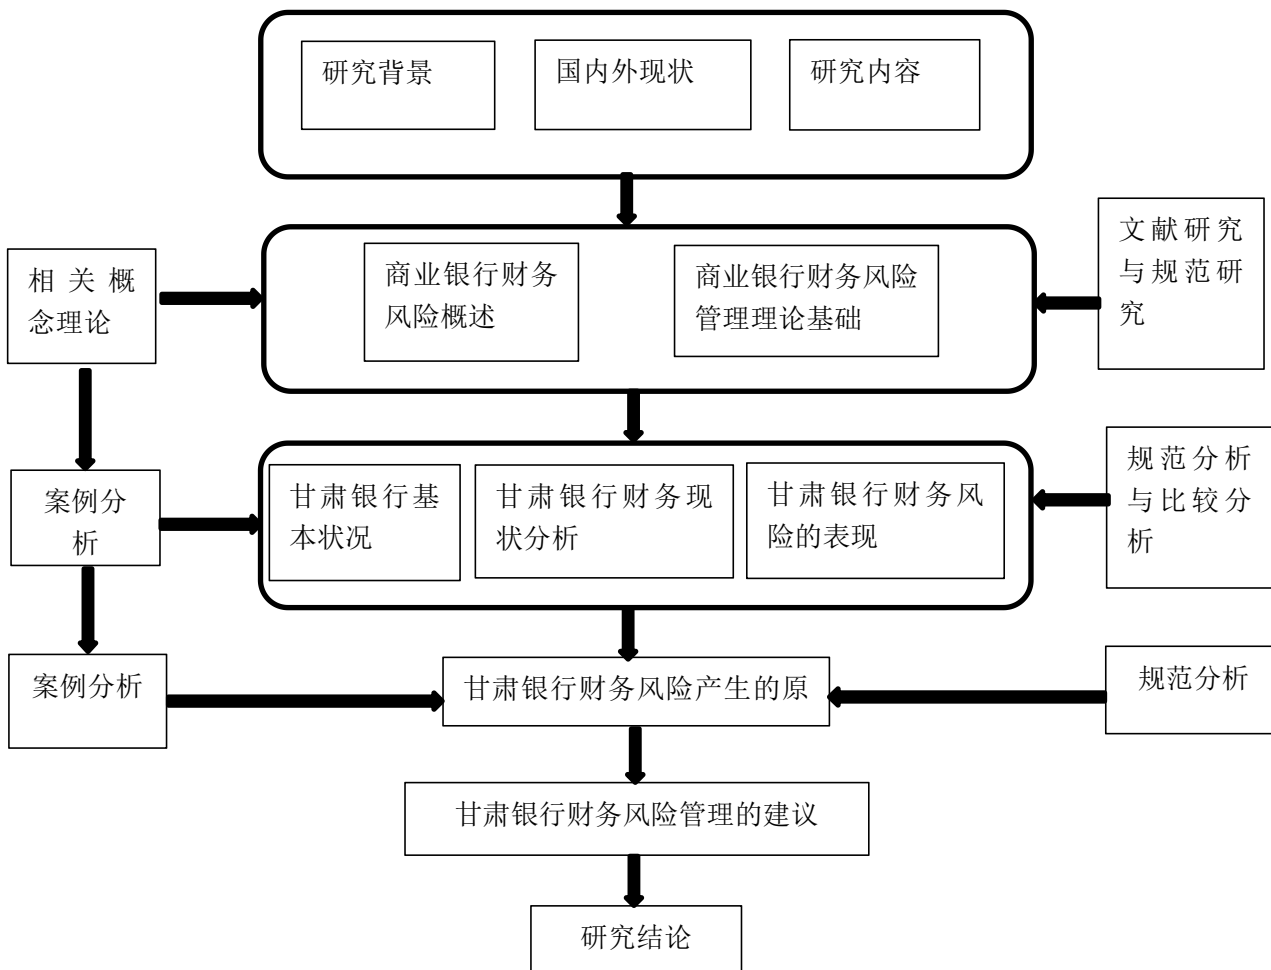 研究背景
国内外现状
研究内容
相关概
念理论
商业银行财务
风险概述
商业银行财务风险
管理理论基础
文献研究
与规范研究
究
案例分
析
甘肃银行基
本状况
甘肃银行财务现
状分析
甘肃银行财务风
险的表现
规范分析
与比较分
析
案例分析
甘肃银行财务风险产生的原
规范分析
甘肃银行财务风险管理的建议
研究结论